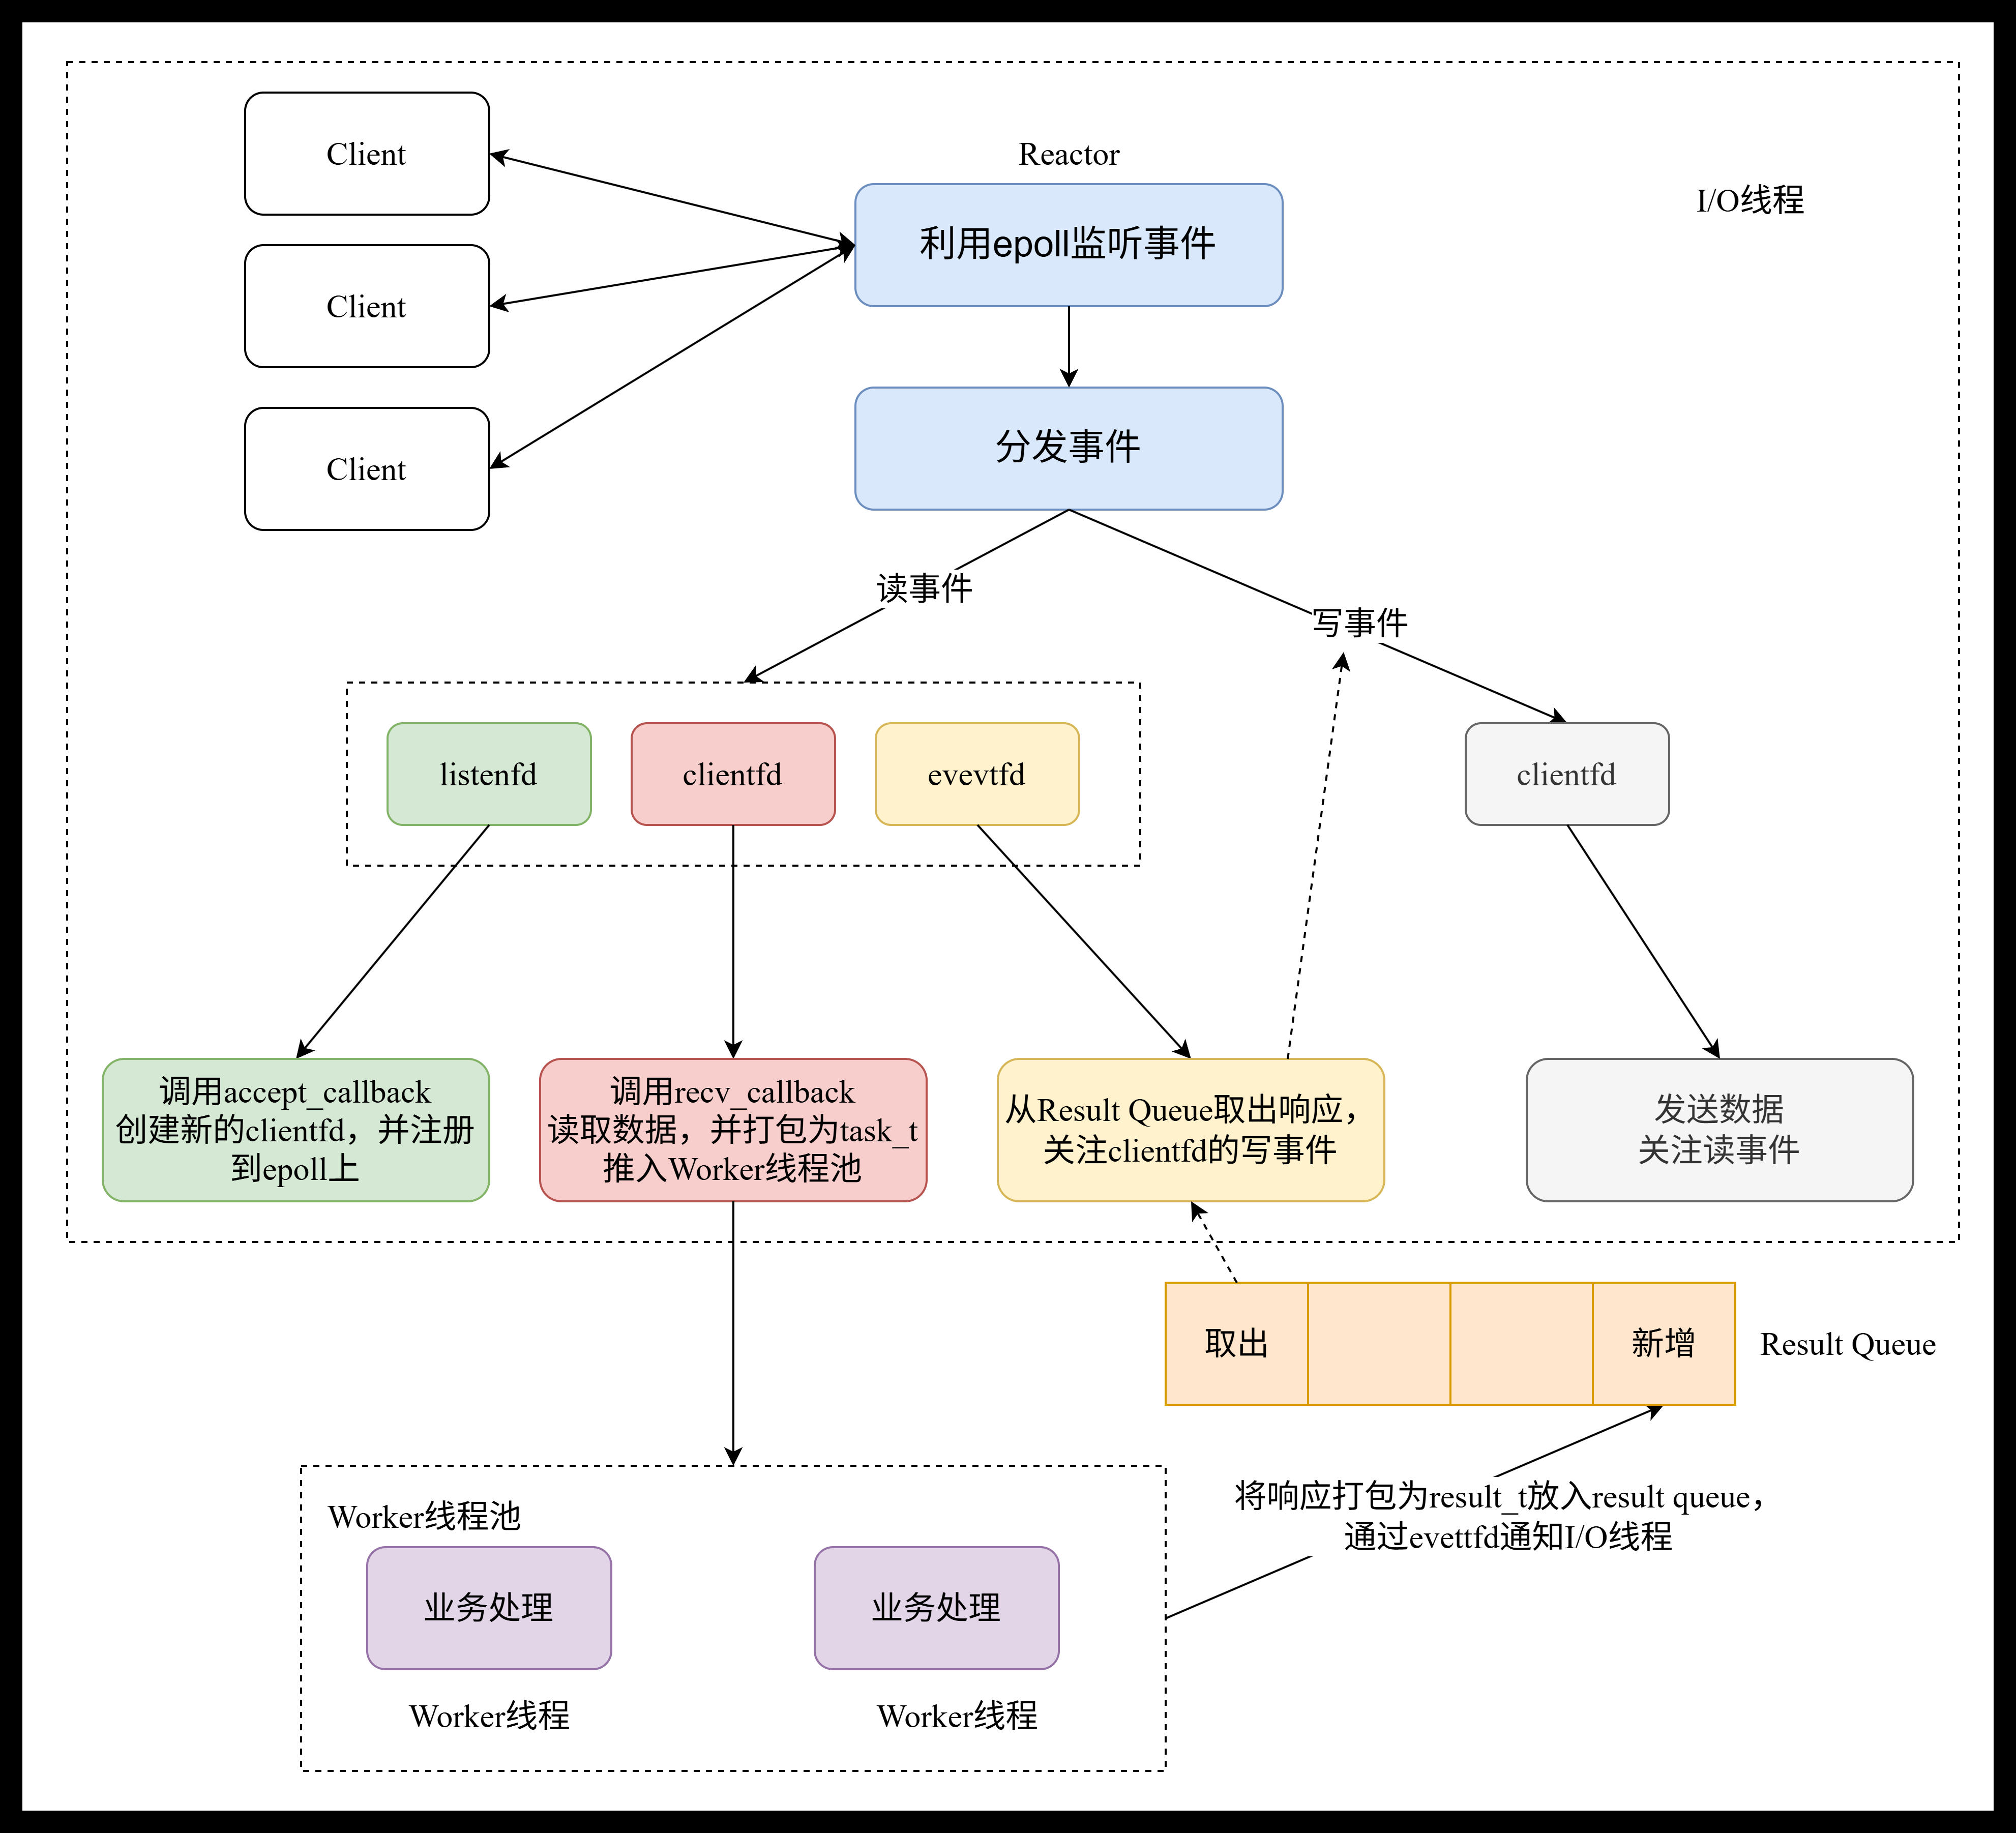 Client
Reactor
I/O线程
利用epoll监听事件
Client
Client
分发事件
读事件
写事件
listenfd
clientfd
evevtfd
clientfd
调用accept_callback
创建新的clientfd，并注册
到epoll上
调用recv_callback
读取数据，并打包为task_t
推入Worker线程池
从Result Queue取出响应，
关注clientfd的写事件
发送数据
关注读事件
取出
新增
Result Queue
将响应打包为result_t放入result queue，
通过evettfd通知I/O线程
Worker线程池
业务处理
业务处理
Worker线程
Worker线程